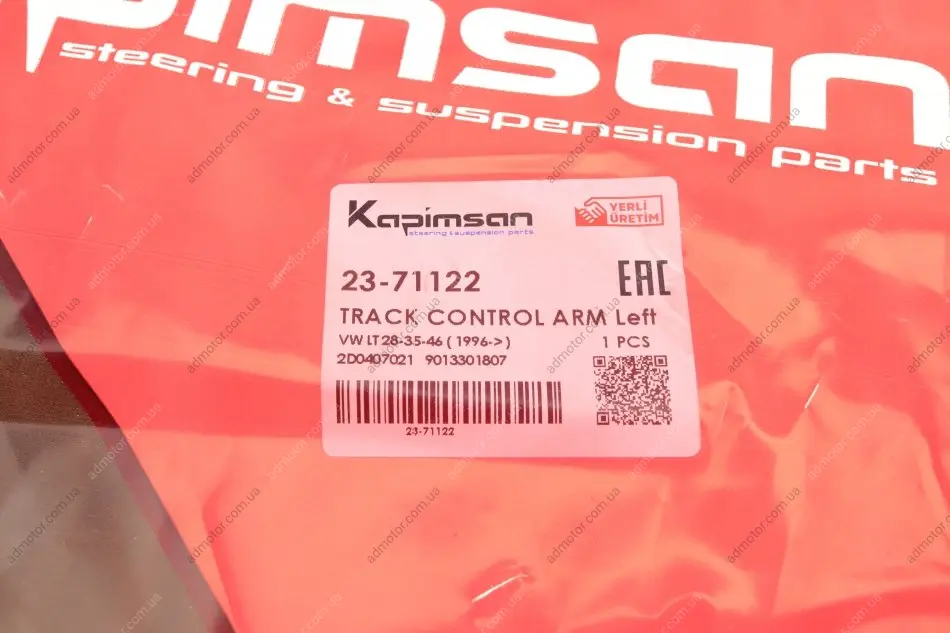 apimsan
steering & suspension parts
Kapimsan
steering & suspension parts
YERLİ
ÜRETİM
23-71122
EAC
TRACK CONTROL ARM Left
VW LT 28-35-46 ( 1996-> )
1 PCS
2D0407021 9013301807
23-71122
admotor.com.ua